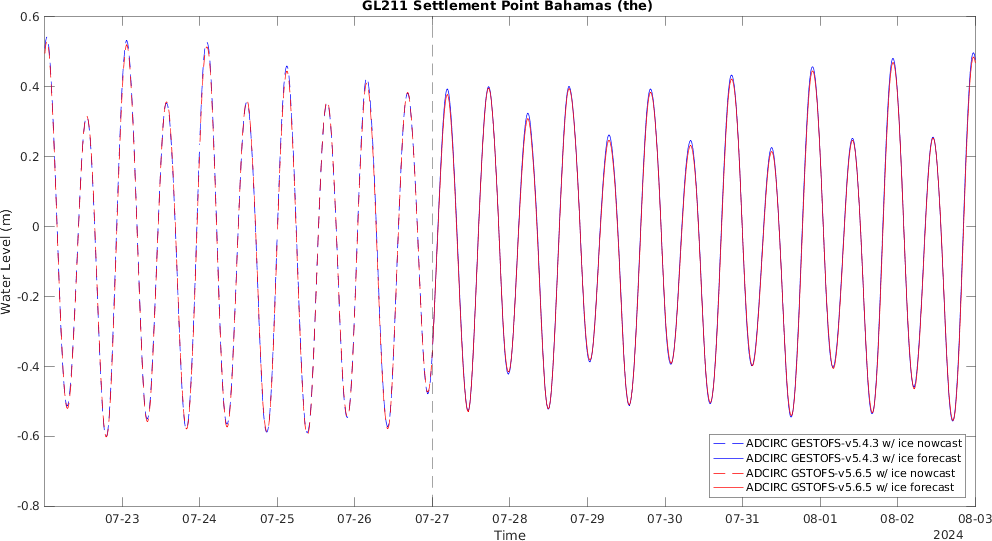 GL211 Settlement Point Bahamas (the)
0.6
0.4
0.2
0
-0.2
-0.4
-0.6
-0.8
Water Level (m)
ADCIRC GESTOFS-v5.4.3 w/ ice nowcast
ADCIRC GESTOFS-v5.4.3 w/ ice forecast
ADCIRC GSTOFS-v5.6.5 w/ ice nowcast
ADCIRC GSTOFS-v5.6.5 w/ ice forecast
07-23 07-24 07-25 07-26 07-27 07-28 07-29 07-30 07-31 08-01 08-02 08-03
Time
2024